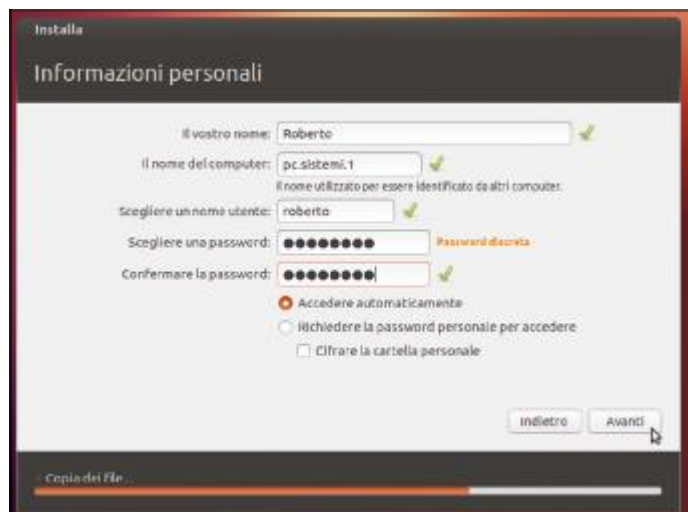 Installa
Informazioni personali
Il vostro nome: Roberto
Il nome del computer: pc.sistemi.1
Il nome utilizzato per essere identificato da altri computer.
Scegliere un nome utente: roberto
Scegliere una password: ●●●●●●●● Password discreta
Confermare la password: ●●●●●●●●
Accedere automaticamente
Richiedere la password personale per accedere
Cifrare la cartella personale
Indietro Avanti
Copia dei file...